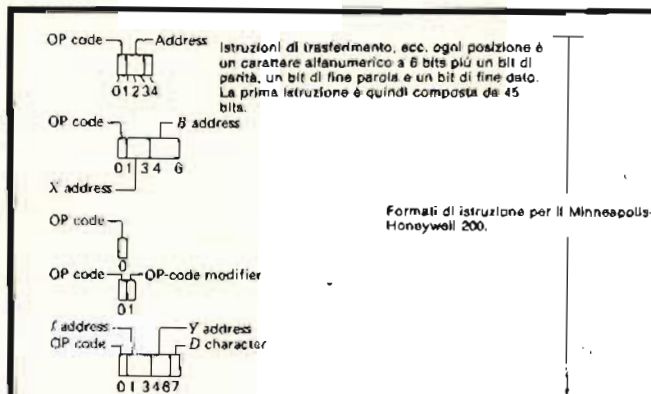 OP code Address
Istruzioni di trasferimento, ecc. ogni posizione è
un carattere alfanumerico a 6 bits più un bit di
parità, un bit di fine parola e un bit di fine dato.
La prima istruzione è quindi composta da 45
bits.
01234
OP code B address
01 34 6
X address
Formati di istruzione per il Minneapolis-
Honeywell 200.
OP code
0
OP code OP-code modifier
01
I address Y address
OP code D character
01 3467